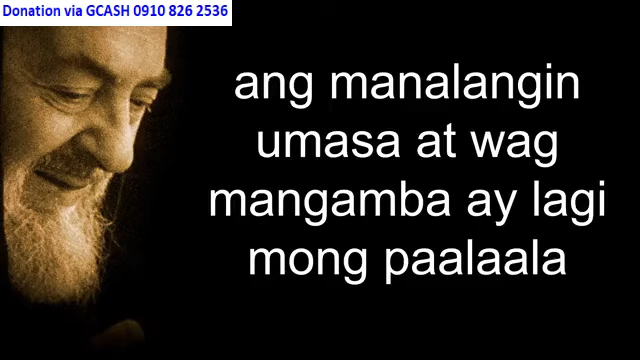 Donation via GCASH 0910 826 2536
ang manalangin
umasa at wag
mangamba ay lagi
mong paalaala